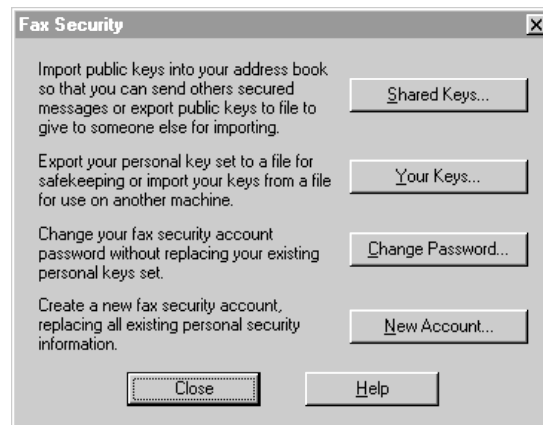 Fax Security
Import public keys into your address book
so that you can send others secured
messages or export public keys to file to
give to someone else for importing.
Shared Keys...
Export your personal key set to a file for
safekeeping or import your keys from a file
for use on another machine.
Your Keys...
Change your fax security account
password without replacing your existing
personal keys set.
Change Password...
Create a new fax security account,
replacing all existing personal security
information.
New Account...
Close
Help